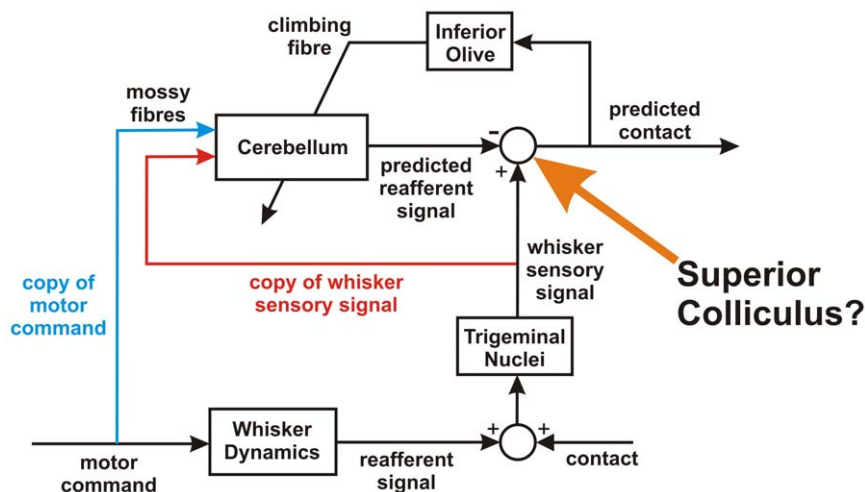 climbing
fibre
Inferior
Olive
mossy
fibres
predicted
contact
Cerebellum
-
+
predicted
reafferent
signal
whisker
sensory
signal
copy of
motor
command
copy of whisker
sensory signal
Superior
Colliculus?
Trigeminal
Nuclei
Whisker
Dynamics
+
+
motor
command
reafferent
signal
contact